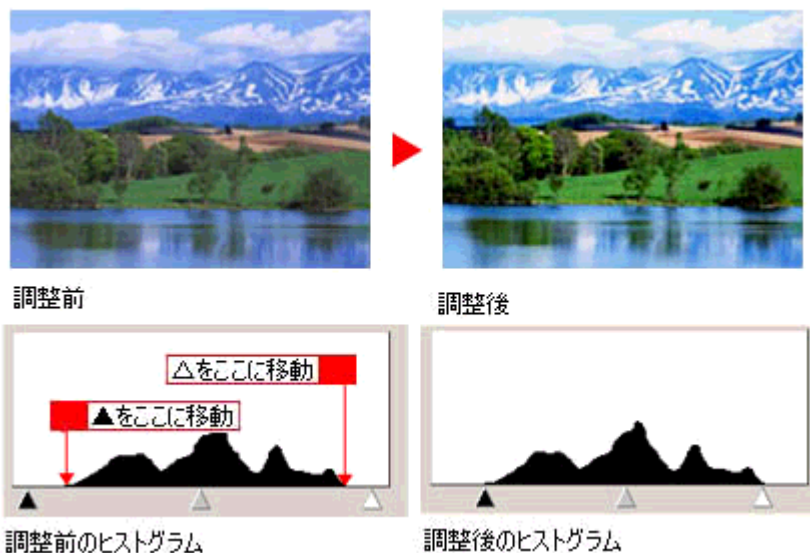 調整前
調整後
△をここに移動
▲をここに移動
調整前のヒストグラム
調整後のヒストグラム